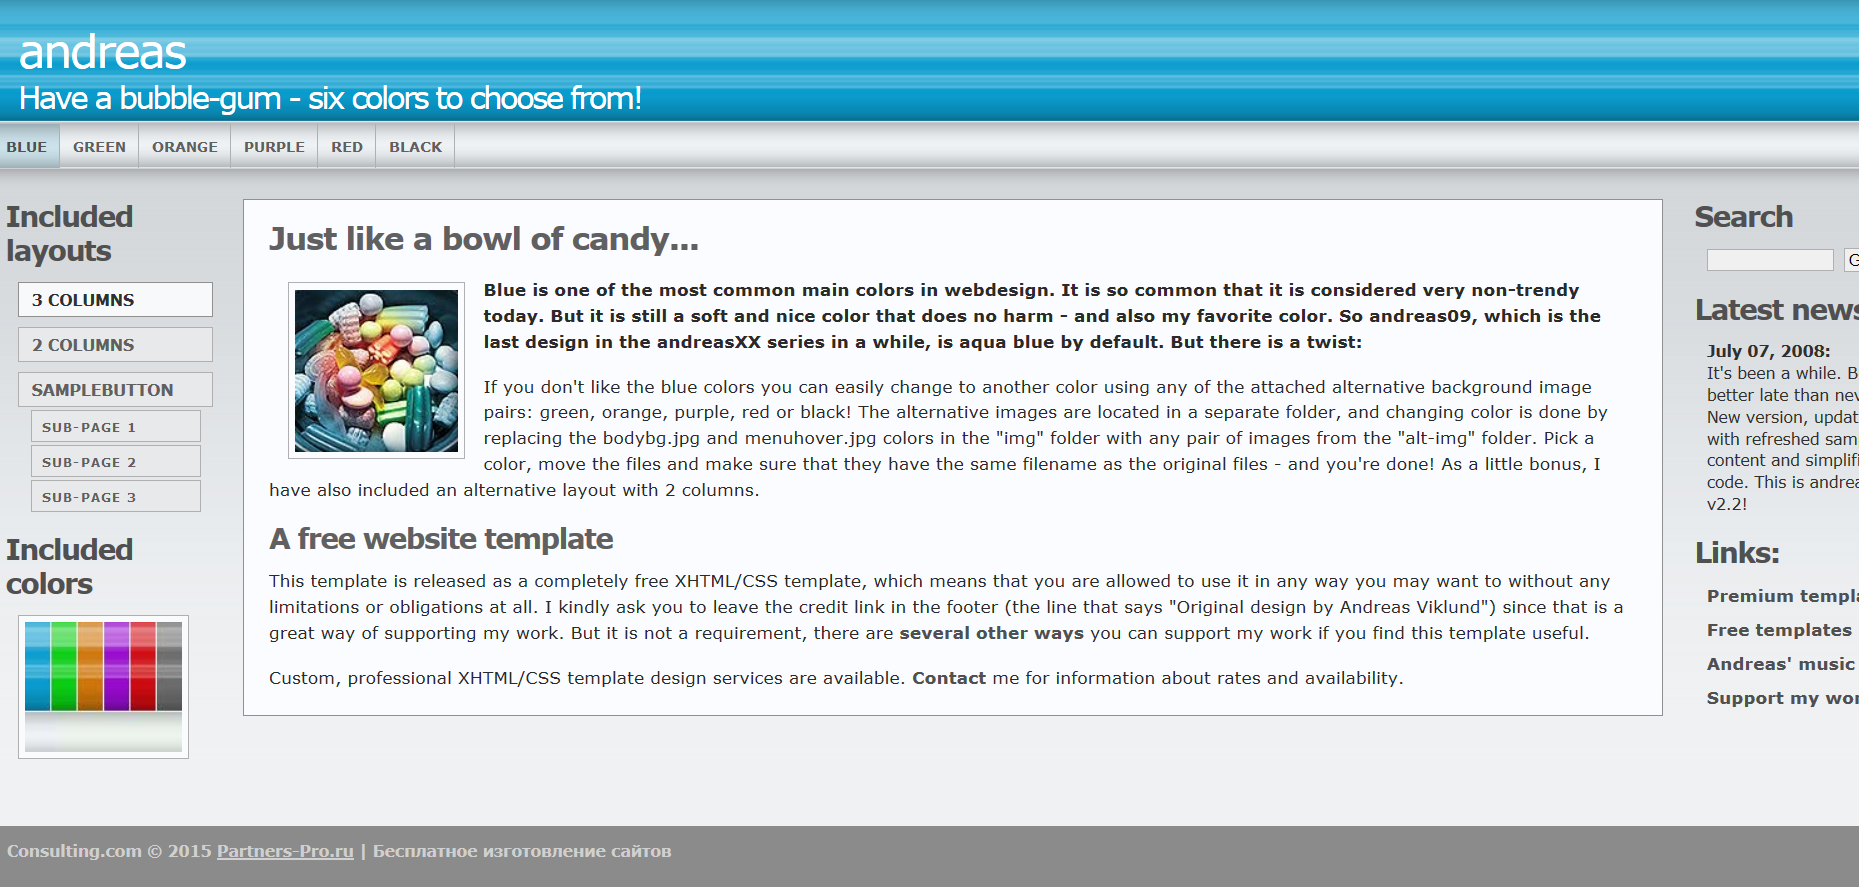 andreas
Have a bubble-gum - six colors to choose from!
BLUE GREEN ORANGE PURPLE RED BLACK
Included
layouts
3 COLUMNS
2 COLUMNS
SAMPLEBUTTON
SUB-PAGE 1
SUB-PAGE 2
SUB-PAGE 3
Included
colors
Just like a bowl of candy...
Blue is one of the most common main colors in webdesign. It is so common that it is considered very non-trendy
today. But it is still a soft and nice color that does no harm - and also my favorite color. So andreas09, which is the
last design in the andreasXX series in a while, is aqua blue by default. But there is a twist:
If you don't like the blue colors you can easily change to another color using any of the attached alternative background image
pairs: green, orange, purple, red or black! The alternative images are located in a separate folder, and changing color is done by
replacing the bodybg.jpg and menuhover.jpg colors in the "img" folder with any pair of images from the "alt-img" folder. Pick a
color, move the files and make sure that they have the same filename as the original files - and you're done! As a little bonus, I
have also included an alternative layout with 2 columns.
A free website template
This template is released as a completely free XHTML/CSS template, which means that you are allowed to use it in any way you may want to without any
limitations or obligations at all. I kindly ask you to leave the credit link in the footer (the line that says "Original design by Andreas Viklund") since that is a
great way of supporting my work. But it is not a requirement, there are several other ways you can support my work if you find this template useful.
Custom, professional XHTML/CSS template design services are available. Contact me for information about rates and availability.
Search
G
Latest news
July 07, 2008:
It's been a while. B
better late than nev
New version, updat
with refreshed sam
content and simplifi
code. This is andrea
v2.2!
Links:
Premium templa
Free templates
Andreas' music
Support my wor
Consulting.com © 2015 Partners-Pro.ru | Бесплатное изготовление сайтов